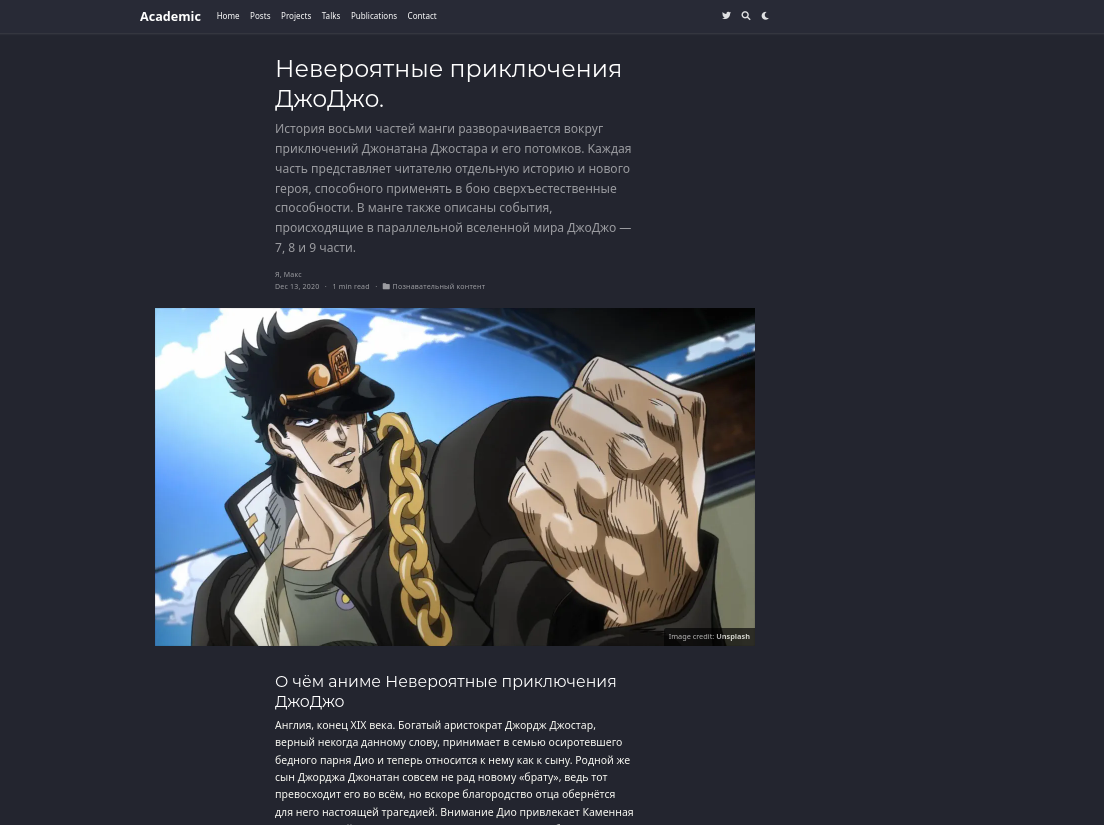 Academic Home Posts Projects Talks Publications Contact
Невероятные приключения
ДжоДжо.
История восьми частей манги разворачивается вокруг
приключений Джонатана Джостара и его потомков. Каждая
часть представляет читателю отдельную историю и нового
героя, способного применять в бою сверхъестественные
способности. В манге также описаны события,
происходящие в параллельной вселенной мира ДжоДжо —
7, 8 и 9 части.
Я, Макс
Dec 13, 2020 · 1 min read · Познавательный контент
Image credit: Unsplash
О чём аниме Невероятные приключения
ДжоДжо
Англия, конец XIX века. Богатый аристократ Джордж Джостар,
верный некогда данному слову, принимает в семью осиротевшего
бедного парня Дио и теперь относится к нему как к сыну. Родной же
сын Джорджа Джонатан совсем не рад новому «брату», ведь тот
превосходит его во всём, но вскоре благородство отца обернётся
для него настоящей трагедией. Внимание Дио привлекает Каменная